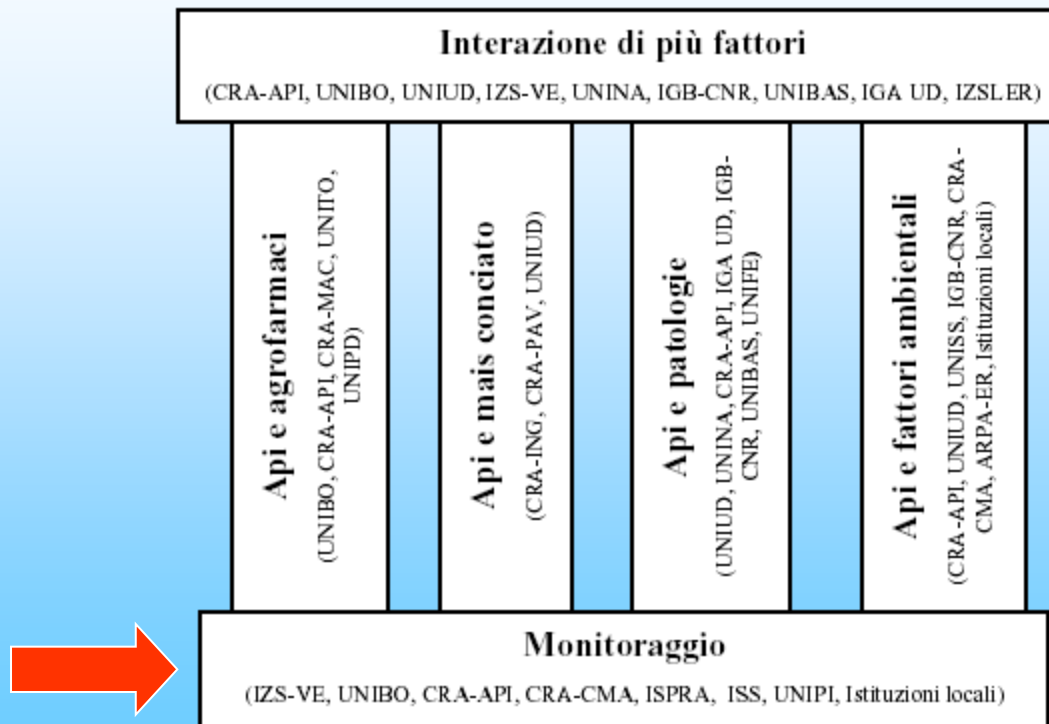 Interazione di più fattori
(CRA-API, UNIBO, UNIUD, IZS-VE, UNINA, IGB-CNR, UNIBAS, IGA UD, IZSLER)
Api e agrofarmaci
(UNIBO, CRA-API, CRA-MAC, UNITO,
UNIPD)
Api e mais conciato
(CRA-ING, CRA-PAV, UNIUD)
Api e patologie
(UNIUD, UNINA, CRA-API, IGA UD, IGB-
CNR, UNIBAS, UNIFE)
Api e fattori ambientali
(CRA-API, UNIUD, UNISS, IGB-CNR, CRA-
CMA, ARPA-ER, Istituzioni locali)
Monitoraggio
(IZS-VE, UNIBO, CRA-API, CRA-CMA, ISPRA, ISS, UNIPI, Istituzioni locali)